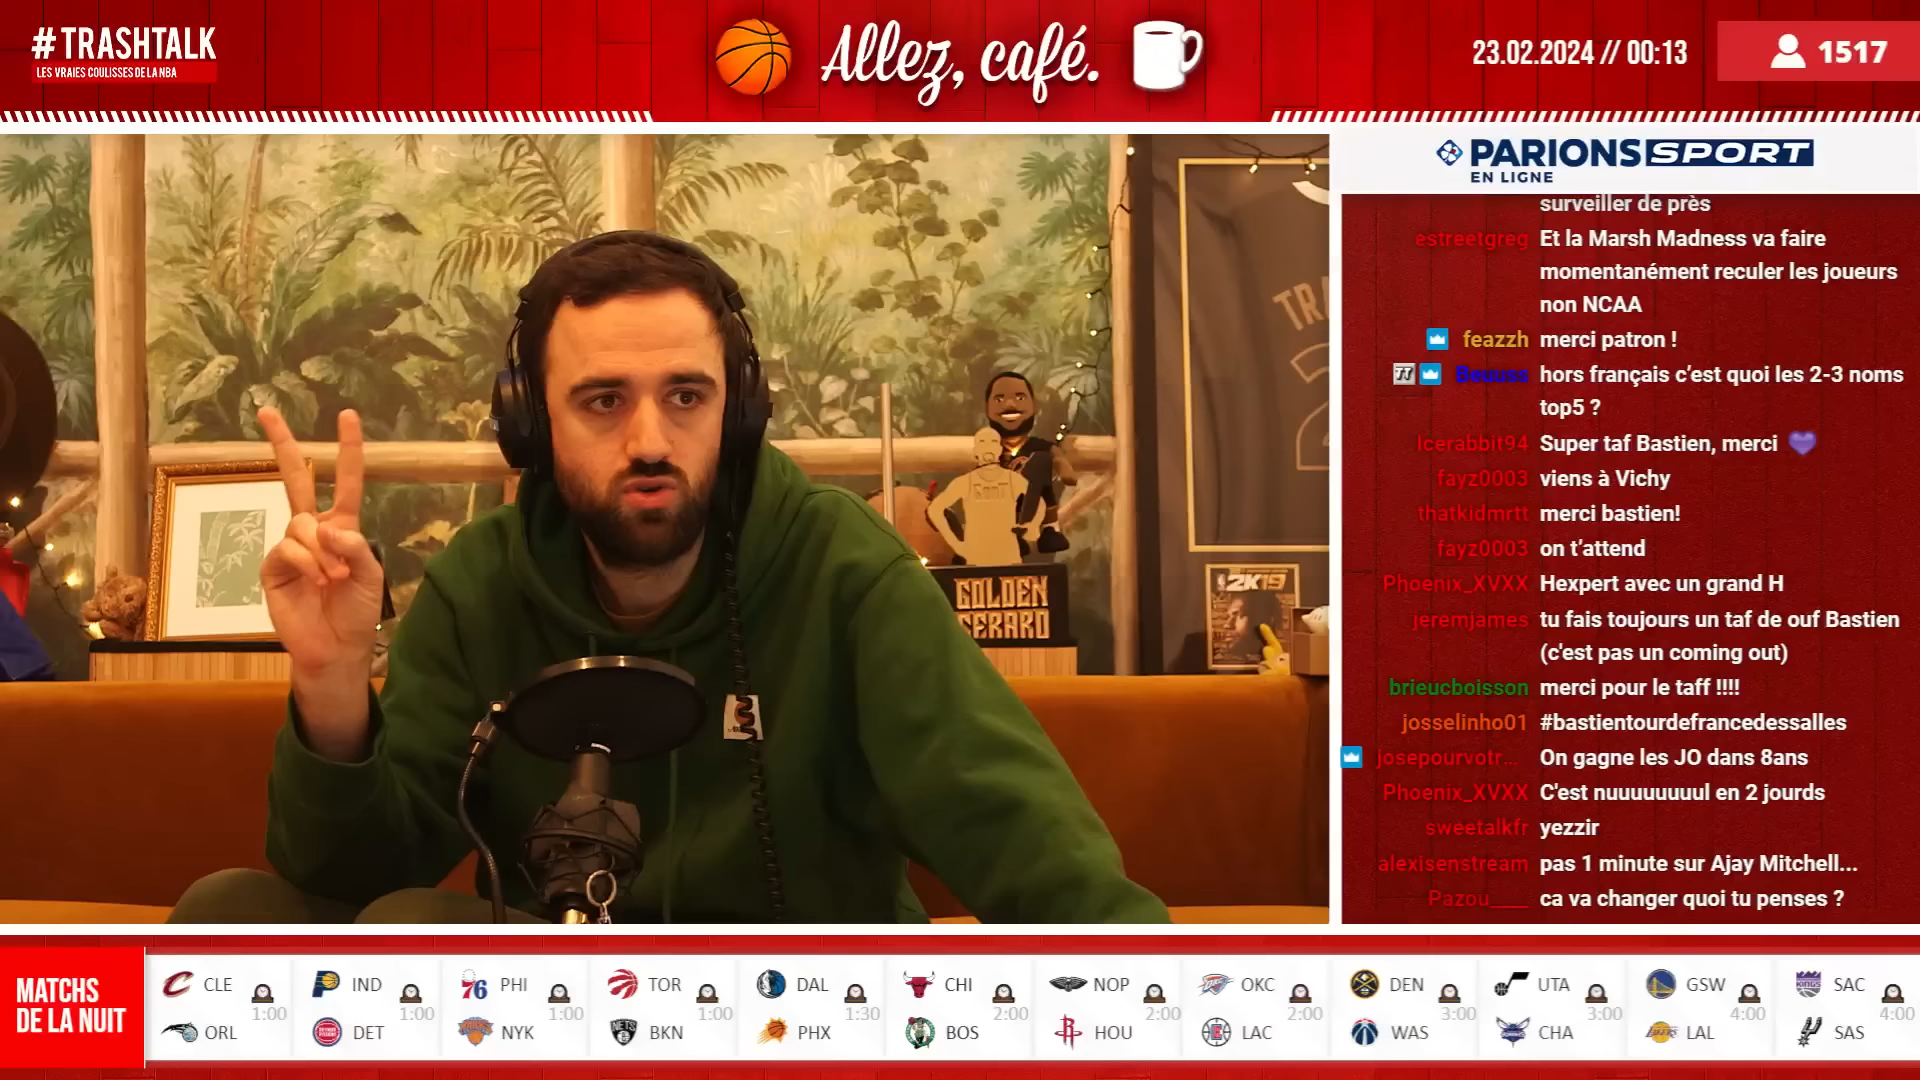 #TRASHTALK
LES VRAIES COULISSES DE LA NBA
Allez, café.
23.02.2024 // 00:13
1517
PARIONS SPORT
EN LIGNE
surveiller de près
estreetgreg Et la Marsh Madness va faire
momentanément reculer les joueurs
non NCAA
feazzh merci patron !
TT Beuuss hors français c’est quoi les 2-3 noms
top5 ?
Icerabbit94 Super taf Bastien, merci
fayz0003 viens à Vichy
thatkidmrtt merci bastien!
fayz0003 on t’attend
Phoenix_XVXX Hexpert avec un grand H
jeremjames tu fais toujours un taf de ouf Bastien
(c'est pas un coming out)
brieucboisson merci pour le taff !!!!
josselinho01 #bastientourdefrancedessalles
josepourvotr... On gagne les JO dans 8ans
Phoenix_XVXX C'est nuuuuuuuul en 2 jourds
sweetalkfr yezzir
alexisenstream pas 1 minute sur Ajay Mitchell...
Pazou____ ca va changer quoi tu penses ?
TRA
2K19
GOLDEN
GERARD
MATCHS
DE LA NUIT
CLE
ORL
1:00
IND
DET
1:00
PHI
NYK
1:00
TOR
BKN
1:00
DAL
PHX
1:30
CHI
BOS
2:00
NOP
HOU
2:00
OKC
LAC
2:00
DEN
WAS
3:00
UTA
CHA
3:00
GSW
LAL
4:00
SAC
SAS
4:00